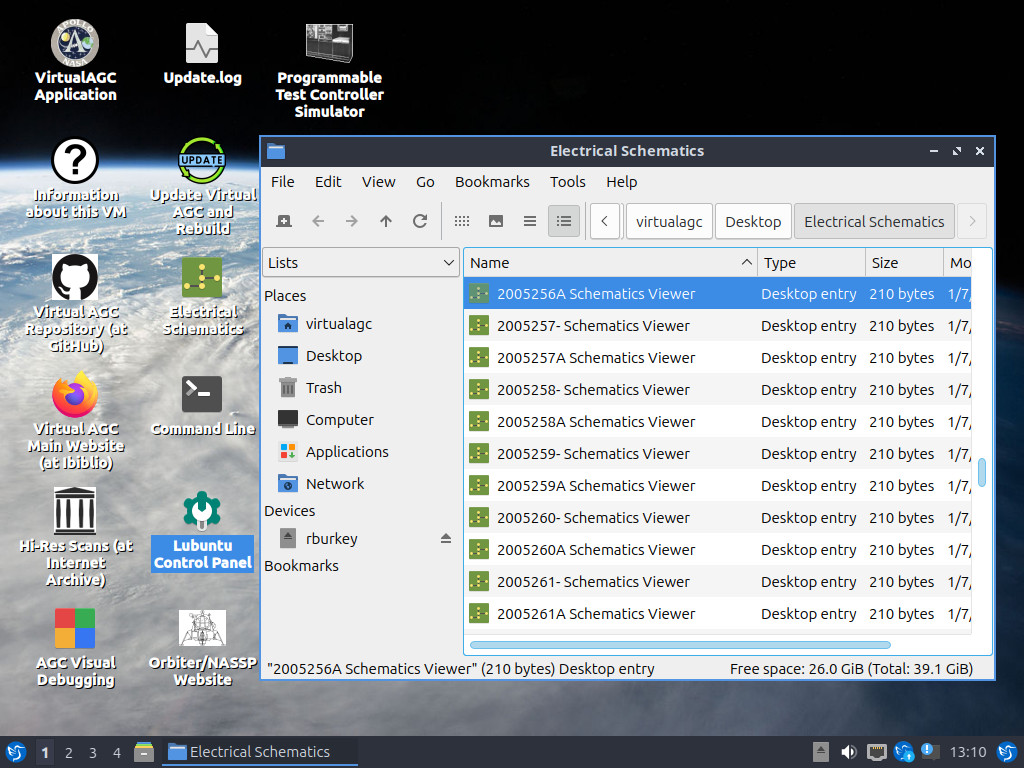 APOLLO
NASA
VirtualAGC
Application
Update.log
Programmable
Test Controller
Simulator
?
Information
about this VM
UPDATE
Update Virtual
AGC and
Rebuild
Virtual AGC
Repository (at
GitHub)
Electrical
Schematics
Virtual AGC
Main Website
(at Ibiblio)
Command Line
Hi-Res Scans (at
Internet
Archive)
Lubuntu
Control Panel
AGC Visual
Debugging
Orbiter/NASSP
Website
Electrical Schematics
File Edit View Go Bookmarks Tools Help
virtualagc Desktop Electrical Schematics
Lists
Places
virtualagc
Desktop
Trash
Computer
Applications
Network
Devices
rburkey
Bookmarks
Name Type Size Mo
2005256A Schematics Viewer Desktop entry 210 bytes 1/7/
2005257- Schematics Viewer Desktop entry 210 bytes 1/7/
2005257A Schematics Viewer Desktop entry 210 bytes 1/7/
2005258- Schematics Viewer Desktop entry 210 bytes 1/7/
2005258A Schematics Viewer Desktop entry 210 bytes 1/7/
2005259- Schematics Viewer Desktop entry 210 bytes 1/7/
2005259A Schematics Viewer Desktop entry 210 bytes 1/7/
2005260- Schematics Viewer Desktop entry 210 bytes 1/7/
2005260A Schematics Viewer Desktop entry 210 bytes 1/7/
2005261- Schematics Viewer Desktop entry 210 bytes 1/7/
2005261A Schematics Viewer Desktop entry 210 bytes 1/7/
"2005256A Schematics Viewer" (210 bytes) Desktop entry Free space: 26.0 GiB (Total: 39.1 GiB)
1 2 3 4 Electrical Schematics 13:10